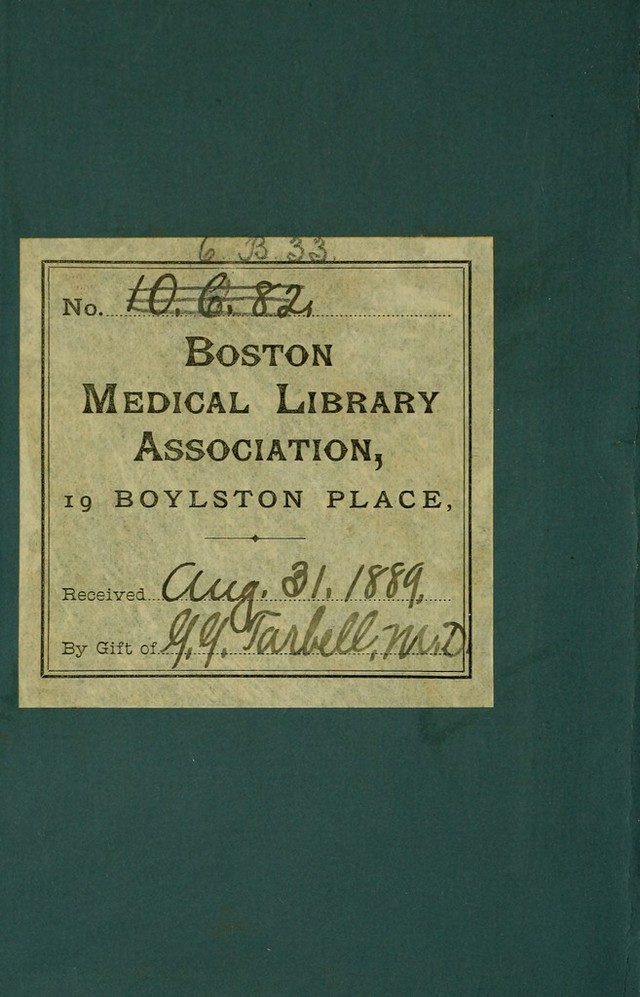 6. B. 33.
No. 10. C. 82.
BOSTON
MEDICAL LIBRARY
ASSOCIATION,
19 BOYLSTON PLACE,
Received Aug. 31. 1889.
By Gift of G.G. Tarbell, M.D.